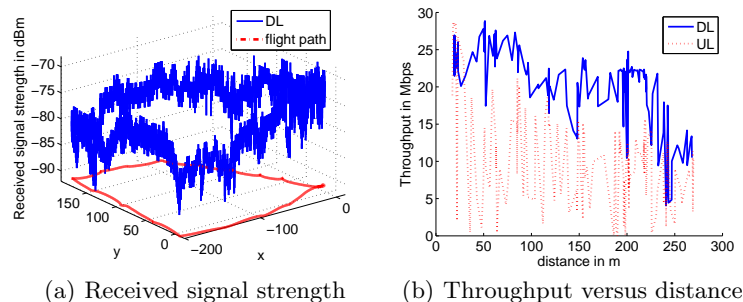 DL
flight path
Received signal strength in dBm
−70
−75
−80
−85
−90
150
100
50
0
y
−200
−100
0
x
(a) Received signal strength
DL
UL
Throughput in Mbps
30
25
20
15
10
5
0
0
50
100
150
200
250
300
distance in m
(b) Throughput versus distance